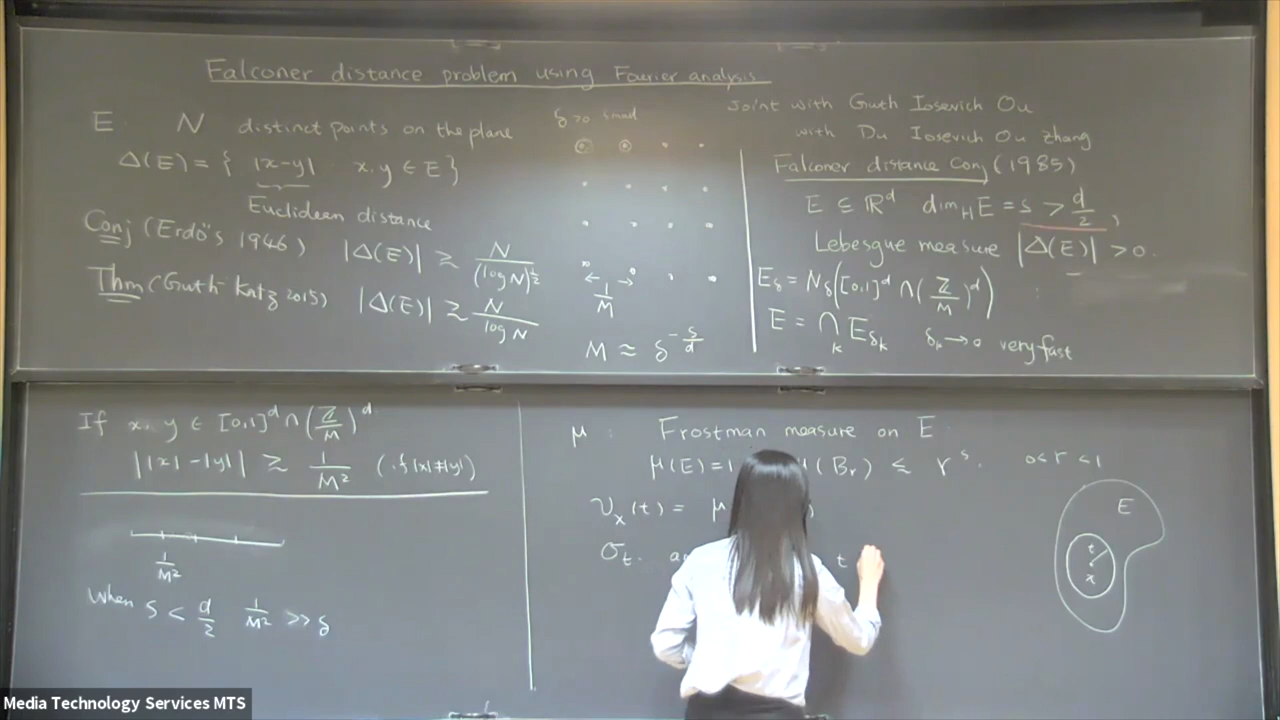 Falconer distance problem using Fourier analysis
E. N distinct points on the plane
Δ(E) = { |x-y| x.y ∈ E }
Euclidean distance
Conj (Erdős 1946) |Δ(E)| ≳ N/(log N)^{1/2}
Thm (Guth Katz 2015) |Δ(E)| ≳ N/log N
δ>0 small
1/M
M ≈ δ^{-s/d}
Joint with Guth Iosevich Ou
with Du Iosevich Ou Zhang
Falconer distance Conj (1985)
E ⊆ ℝ^d dim_H E = s > d/2,
Lebesgue measure |Δ(E)| > 0.
E_δ = N_δ([0,1]^d ∩ (ℤ/M)^d)
E = ∩_k E_{δ_k} δ_k → 0 very fast
If x.y ∈ [0,1]^d ∩ (ℤ/M)^d
||x|-|y|| ≳ 1/M² (if |x|≠|y|)
1/M²
When s < d/2 1/M² >> δ
μ: Frostman measure on E
μ(E)=1 μ(B_r) ≲ r^s. 0<r<1
ν_x(t) = μ
σ_t. t
E
t
x
Media Technology Services MTS